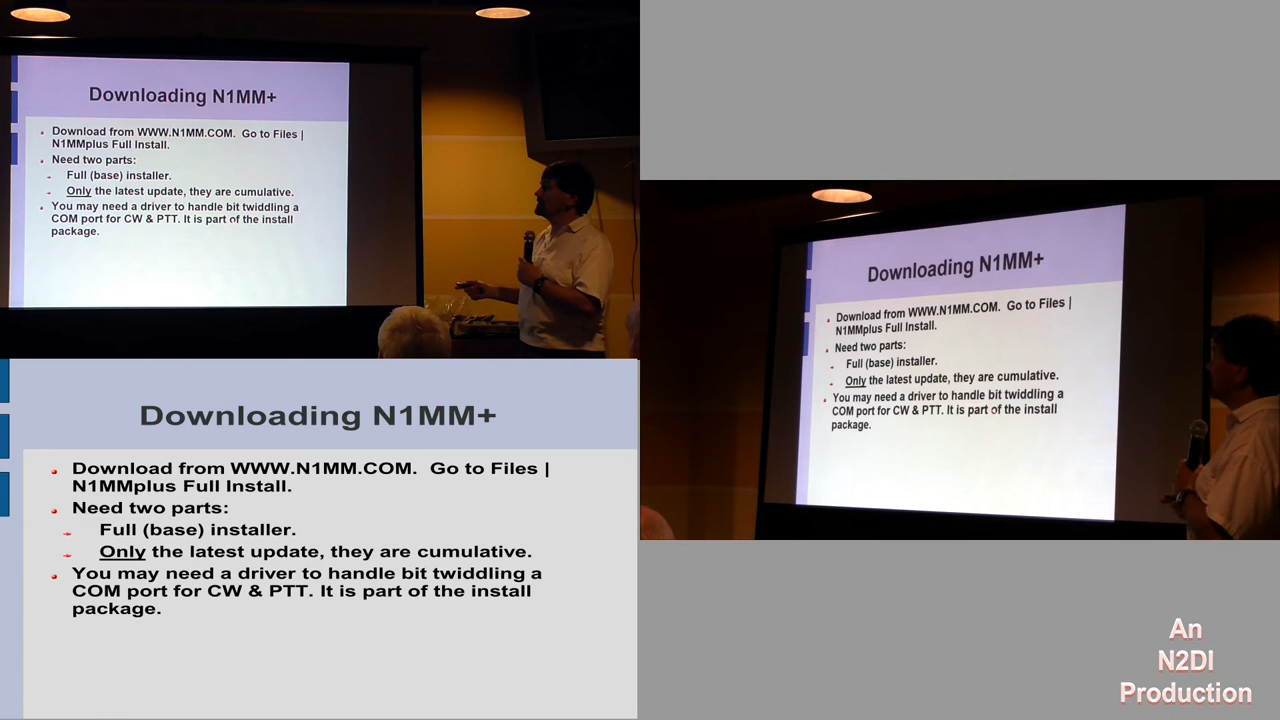 Downloading N1MM+
Download from WWW.N1MM.COM.  Go to Files |
N1MMplus Full Install.
Need two parts:
Full (base) installer.
Only the latest update, they are cumulative.
You may need a driver to handle bit twiddling a
COM port for CW & PTT. It is part of the install
package.
Downloading N1MM+
Download from WWW.N1MM.COM.  Go to Files |
N1MMplus Full Install.
Need two parts:
Full (base) installer.
Only the latest update, they are cumulative.
You may need a driver to handle bit twiddling a
COM port for CW & PTT. It is part of the install
package.
Downloading N1MM+
Download from WWW.N1MM.COM.  Go to Files |
N1MMplus Full Install.
Need two parts:
Full (base) installer.
Only the latest update, they are cumulative.
You may need a driver to handle bit twiddling a
COM port for CW & PTT. It is part of the install
package.
An
N2DI
Production